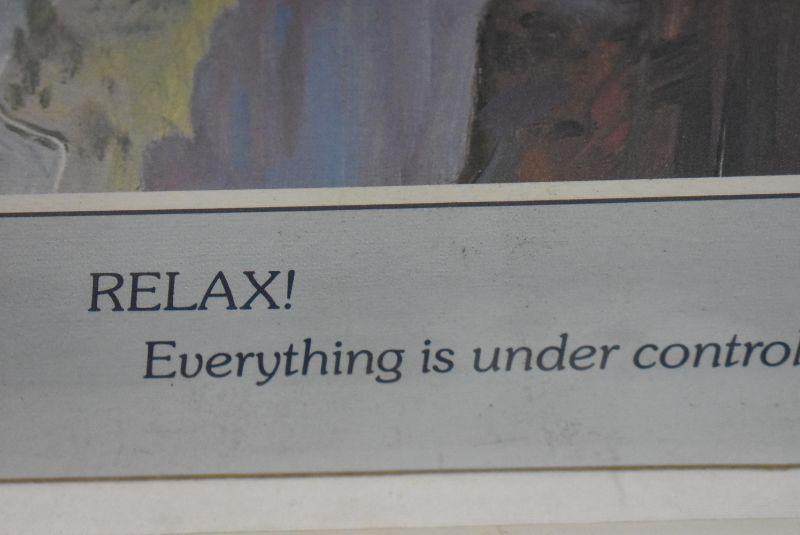 RELAX!
Everything is under control